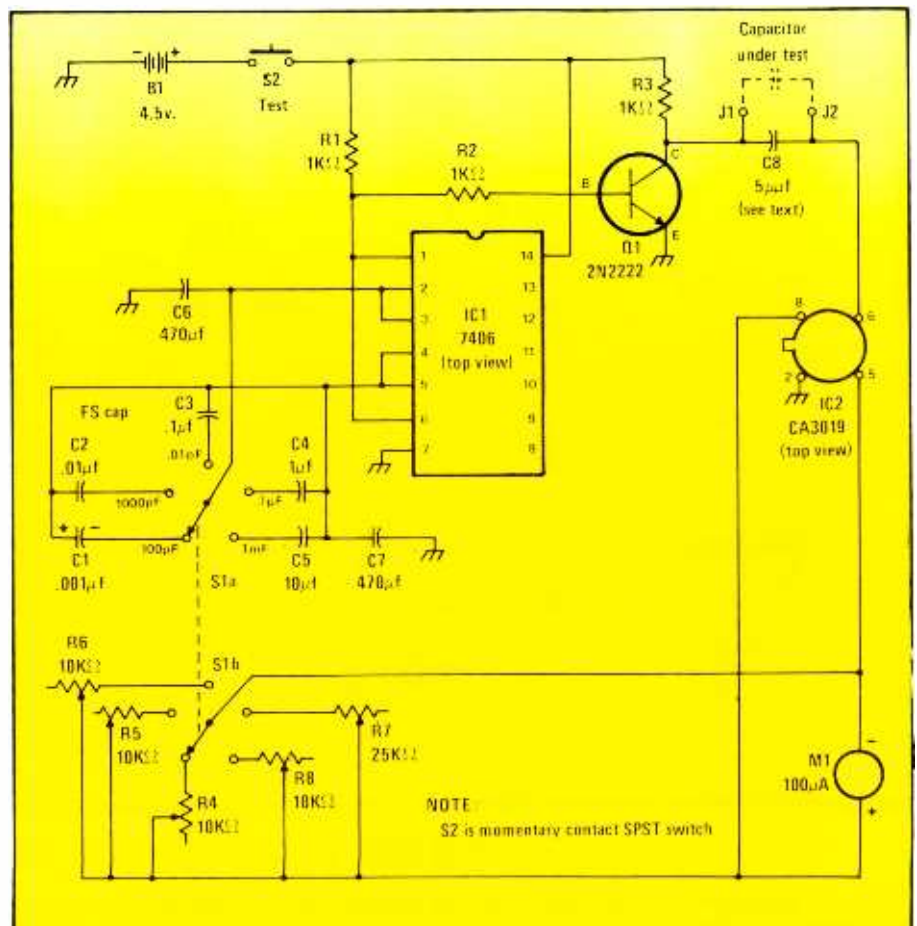 Capacitor
under test
B1
4.5v.
S2
Test
R3
1KΩ
J1
J2
R1
1KΩ
R2
1KΩ
C8
5µµf
(see text)
B
C
E
Q1
2N2222
C6
470µf
1
2
3
4
5
6
7
IC1
7406
(top view)
14
13
12
11
10
9
8
8
6
2
5
IC2
CA3019
(top view)
FS cap
C3
.1µf
.01pF
C2
.01µf
1000pf
C4
1µf
.1µF
C1
.001µf
100pF
S1a
1mF
C5
10µf
C7
470µf
R6
10KΩ
S1b
R5
10KΩ
R7
25KΩ
R4
10KΩ
R8
10KΩ
M1
100µA
NOTE:
S2 is momentary contact SPST switch